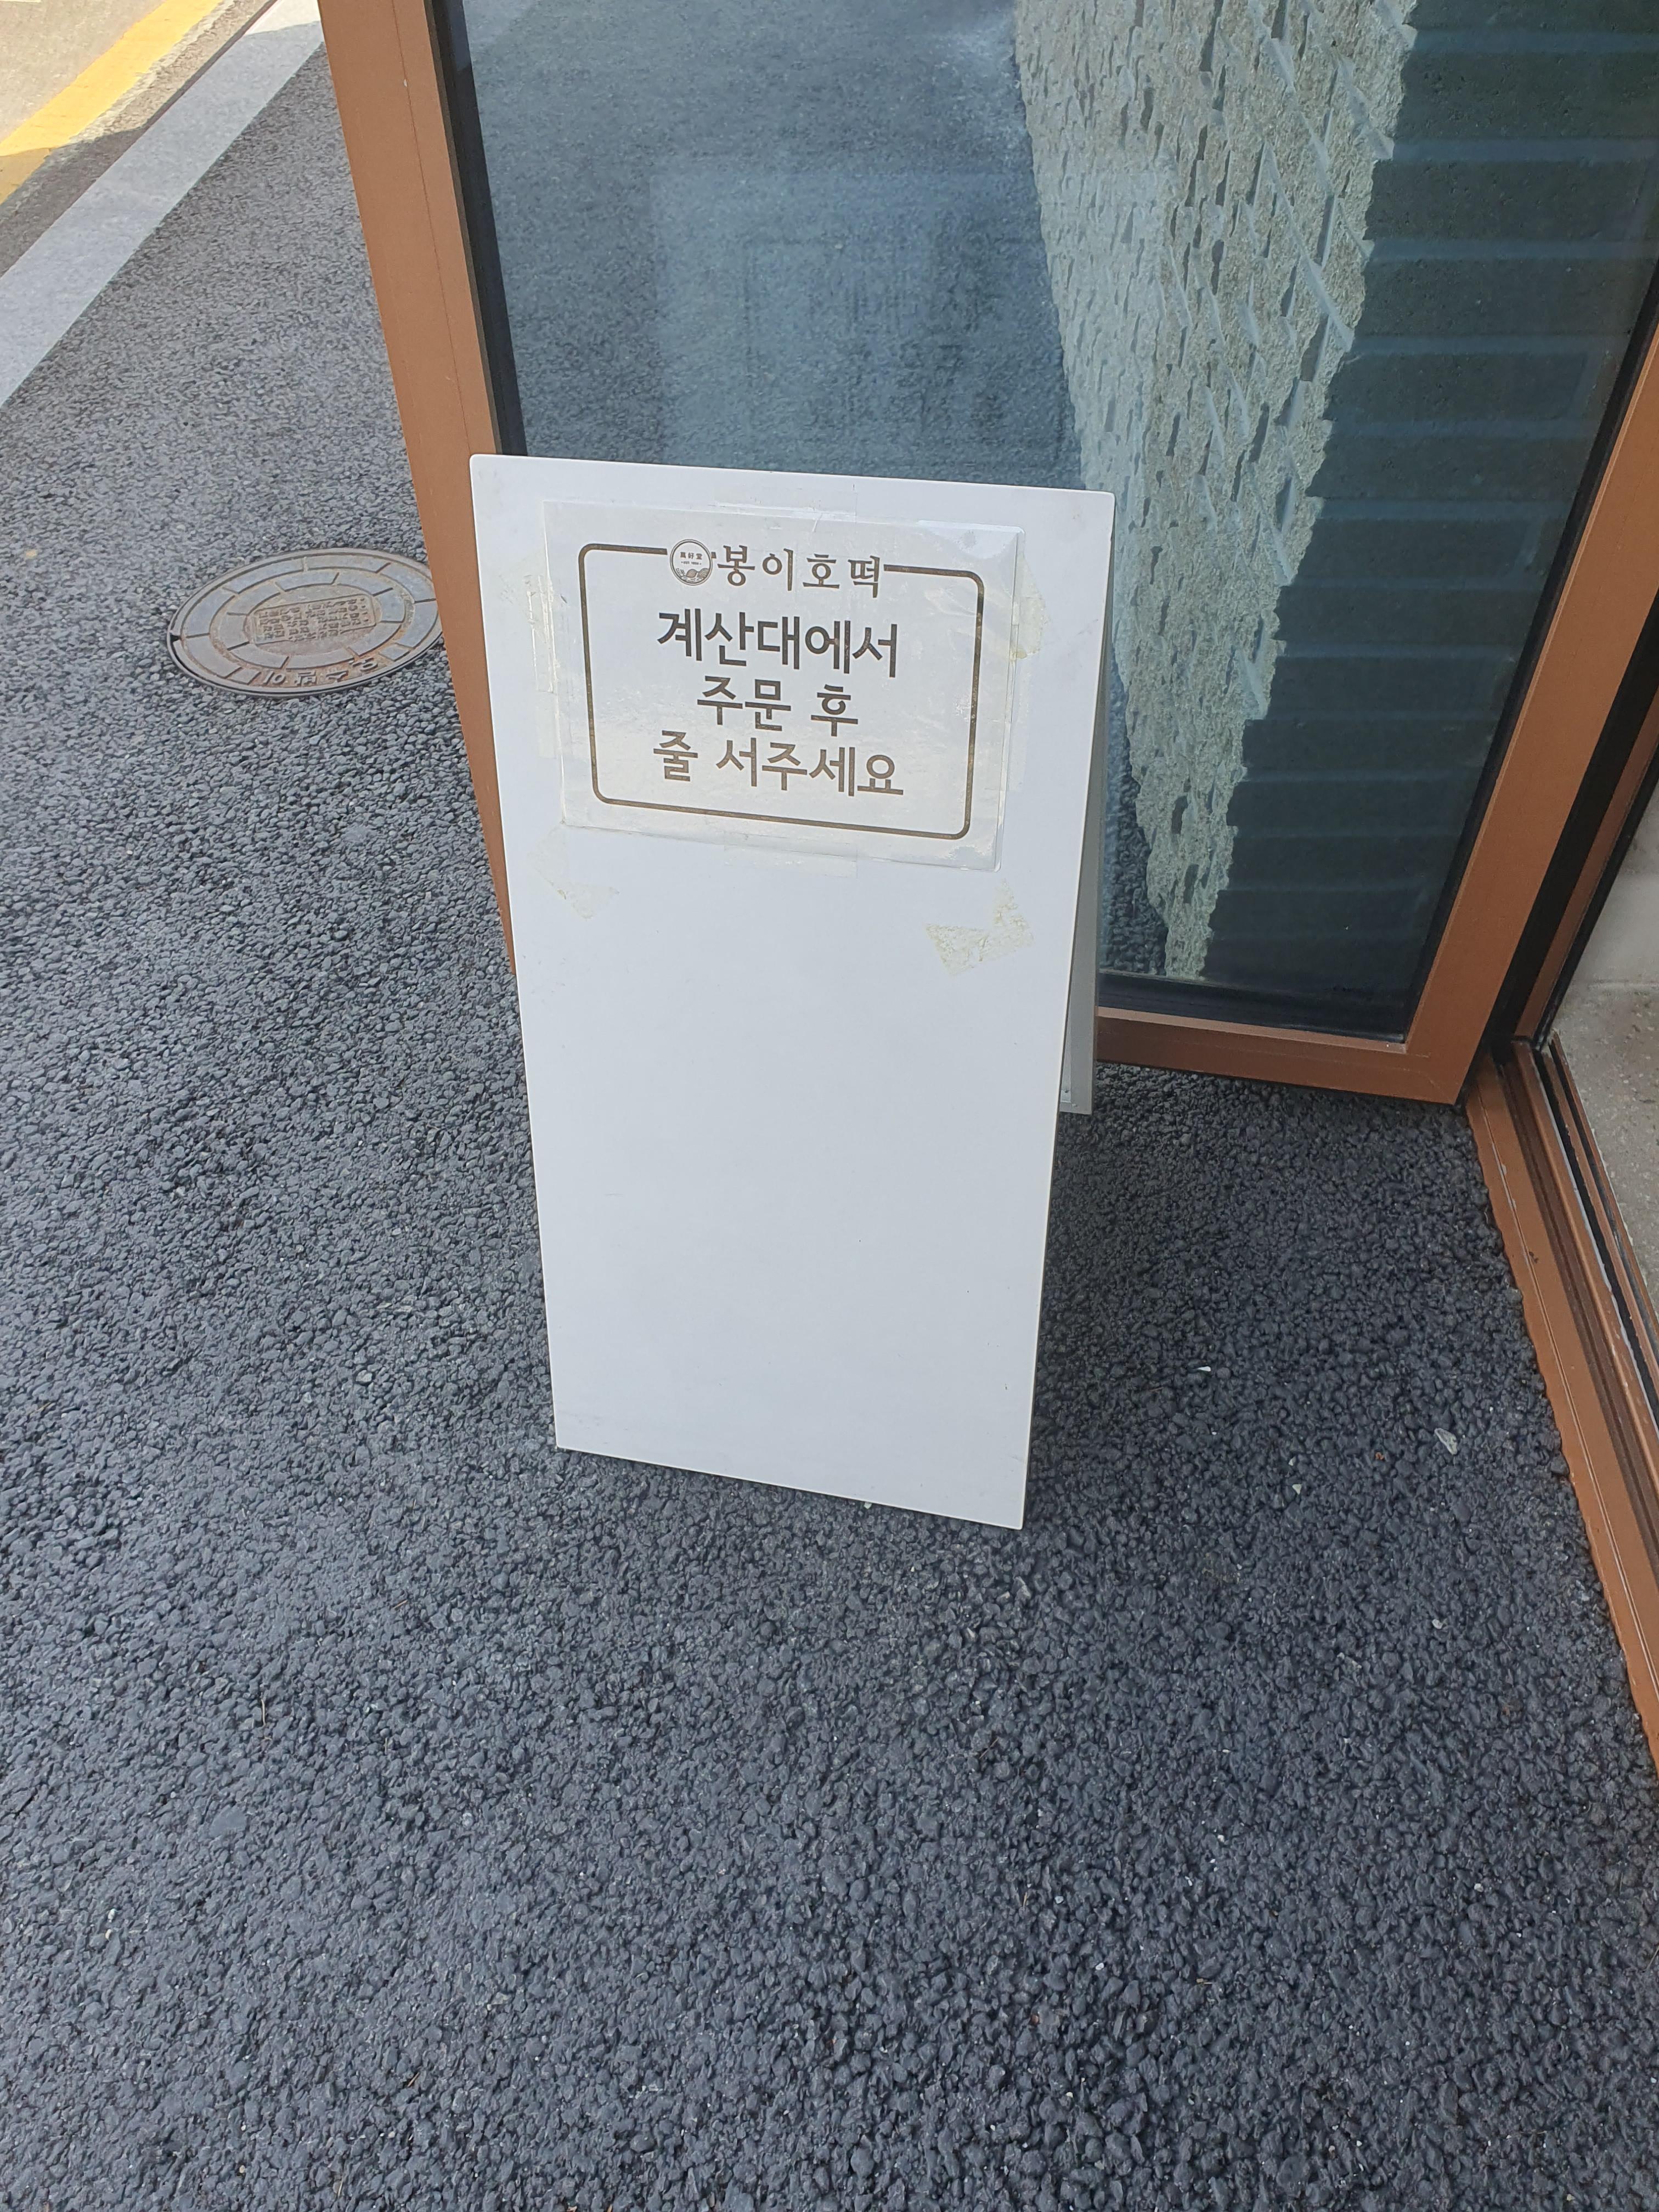 봉이호떡
계산대에서
주문 후
줄 서주세요